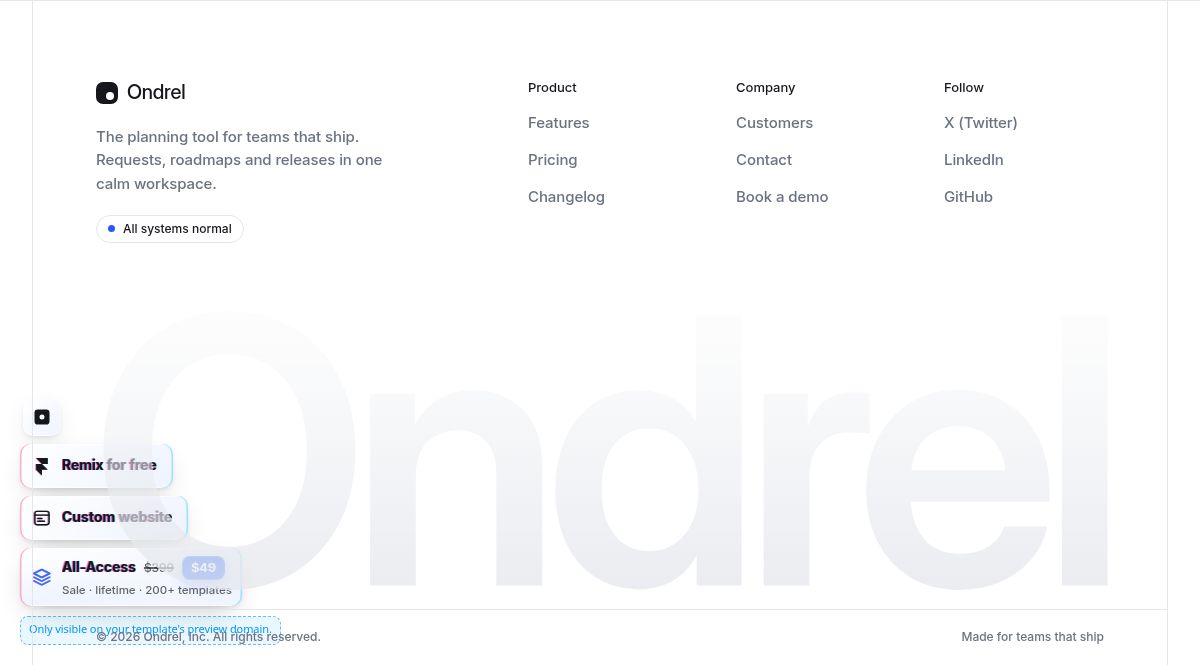 Ondrel
The planning tool for teams that ship.
Requests, roadmaps and releases in one
calm workspace.
All systems normal
Product
Features
Pricing
Changelog
Company
Customers
Contact
Book a demo
Follow
X (Twitter)
LinkedIn
GitHub
Ondrel
Remix for free
Custom website
All-Access $399 $49
Sale · lifetime · 200+ templates
Only visible on your template's preview domain.
© 2026 Ondrel, Inc. All rights reserved.
Made for teams that ship